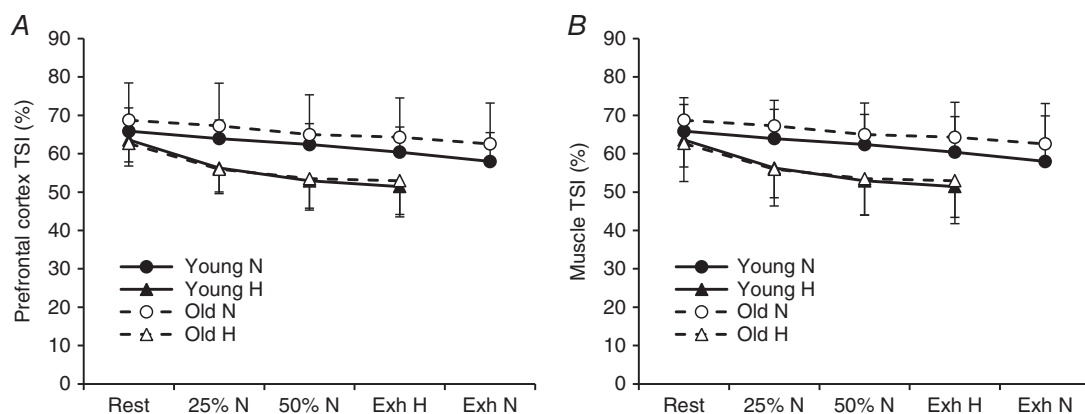 A
Prefrontal cortex TSI (%)
90
80
70
60
50
40
30
20
10
0
Young N
Young H
Old N
Old H
Rest 25% N 50% N Exh H Exh N
B
Muscle TSI (%)
90
80
70
60
50
40
30
20
10
0
Young N
Young H
Old N
Old H
Rest 25% N 50% N Exh H Exh N